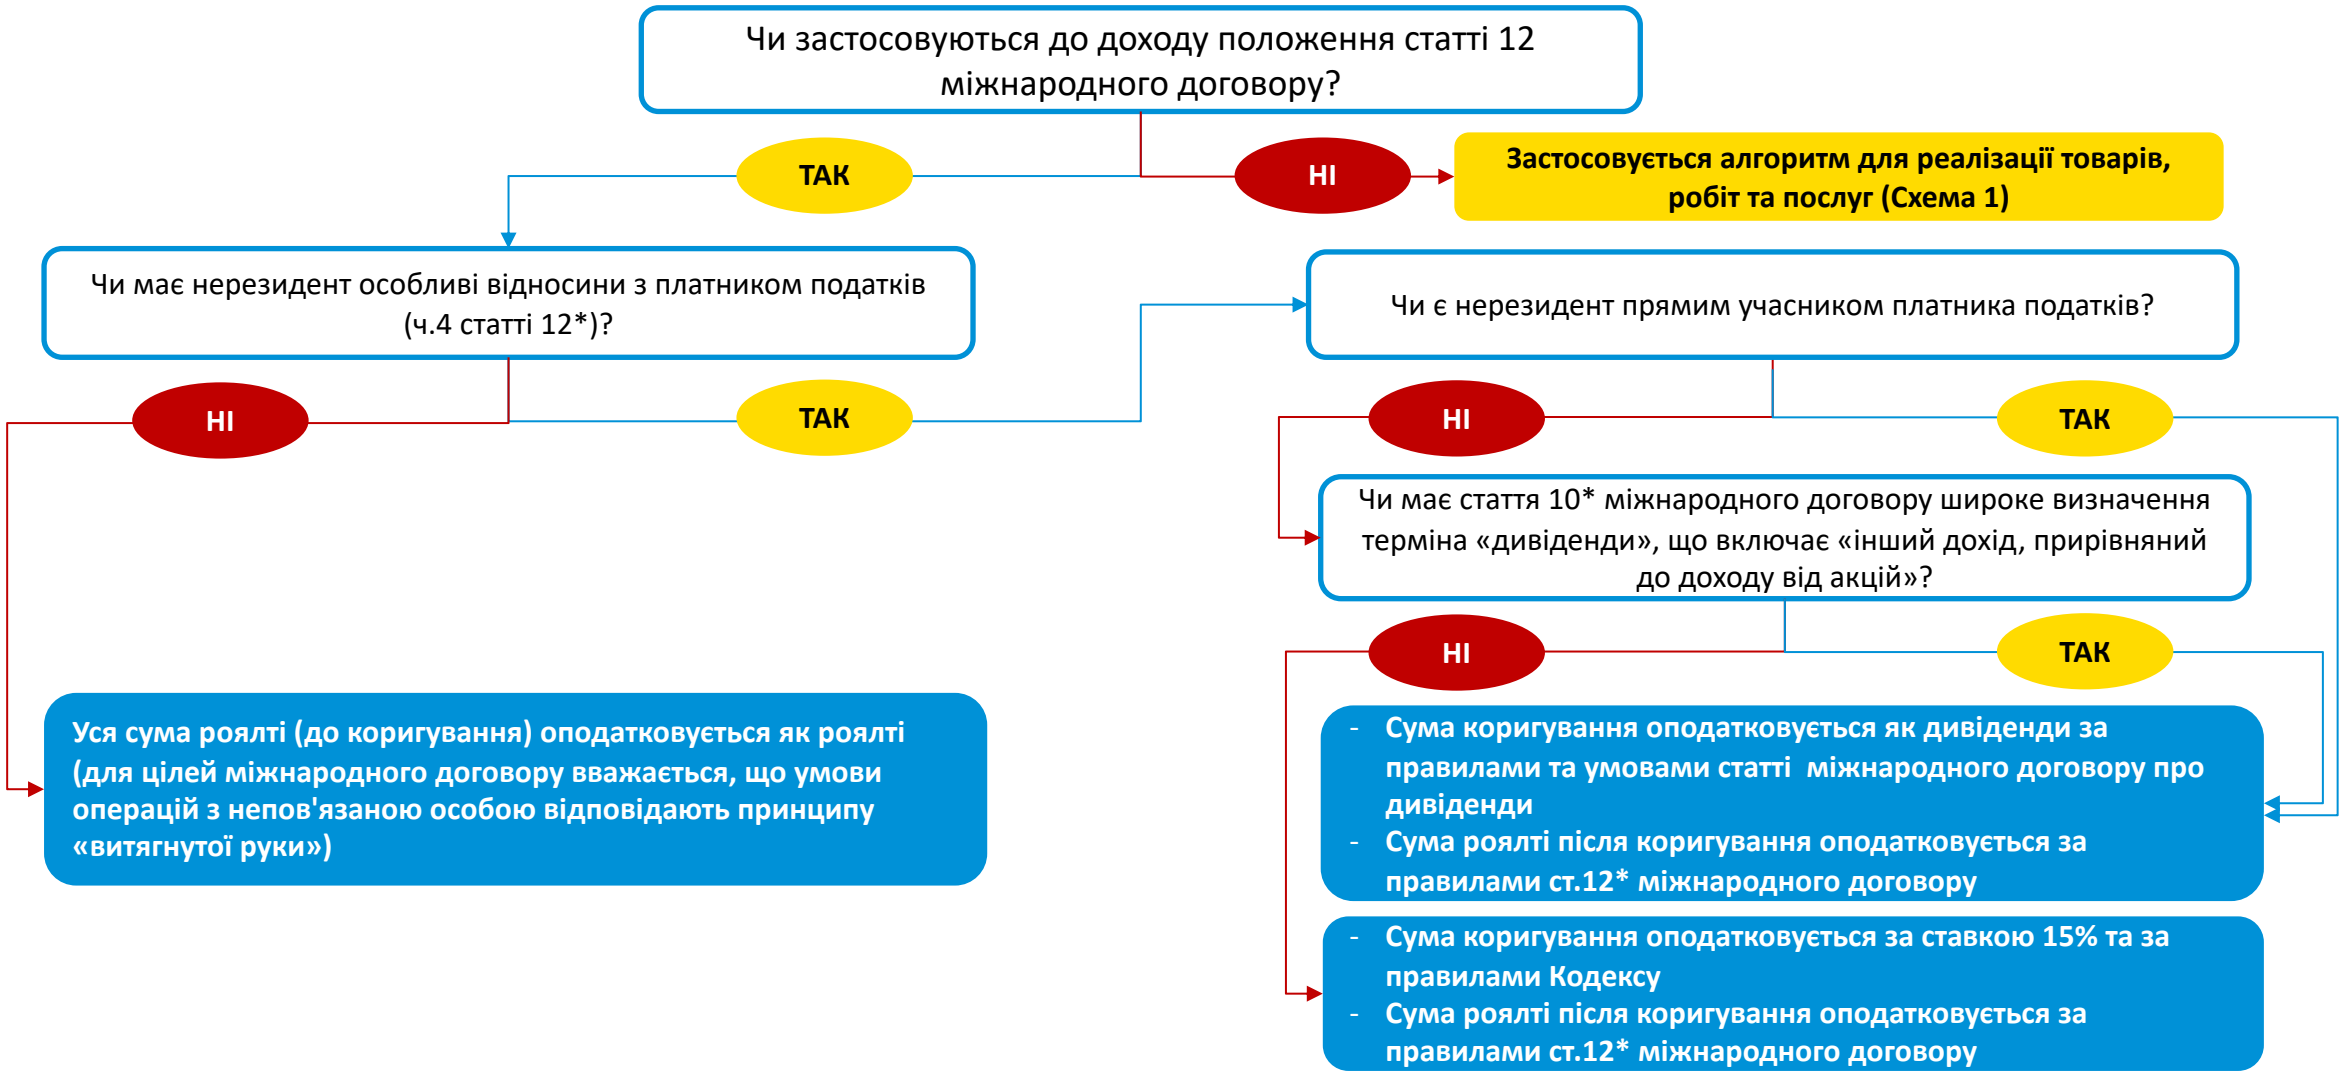 Чи застосовуються до доходу положення статті 12
міжнародного договору?
ТАК
НІ
Застосовується алгоритм для реалізації товарів,
робіт та послуг (Схема 1)
Чи має нерезидент особливі відносини з платником податків
(ч.4 статті 12*)?
Чи є нерезидент прямим учасником платника податків?
НІ
ТАК
НІ
ТАК
Чи має стаття 10* міжнародного договору широке визначення
терміна «дивіденди», що включає «інший дохід, прирівняний
до доходу від акцій»?
НІ
ТАК
Уся сума роялті (до коригування) оподатковується як роялті
(для цілей міжнародного договору вважається, що умови
операцій з непов'язаною особою відповідають принципу
«витягнутої руки»)
- Сума коригування оподатковується як дивіденди за
правилами та умовами статті міжнародного договору про
дивіденди
- Сума роялті після коригування оподатковується за
правилами ст.12* міжнародного договору
- Сума коригування оподатковується за ставкою 15% та за
правилами Кодексу
- Сума роялті після коригування оподатковується за
правилами ст.12* міжнародного договору